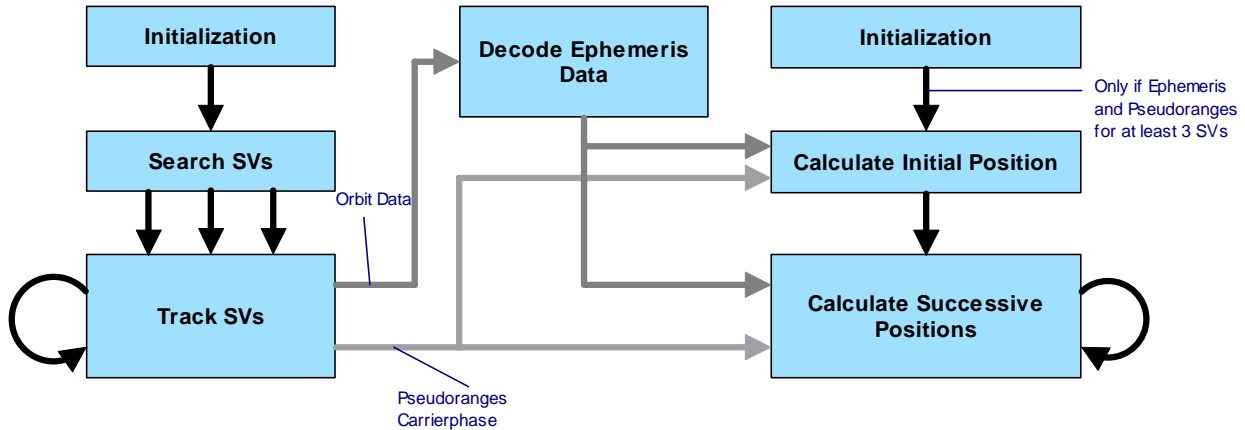 Initialization
Decode Ephemeris
Data
Initialization
Only if Ephemeris
and Pseudoranges
for at least 3 SVs
Search SVs
Calculate Initial Position
Orbit Data
Track SVs
Calculate Successive
Positions
Pseudoranges
Carrierphase